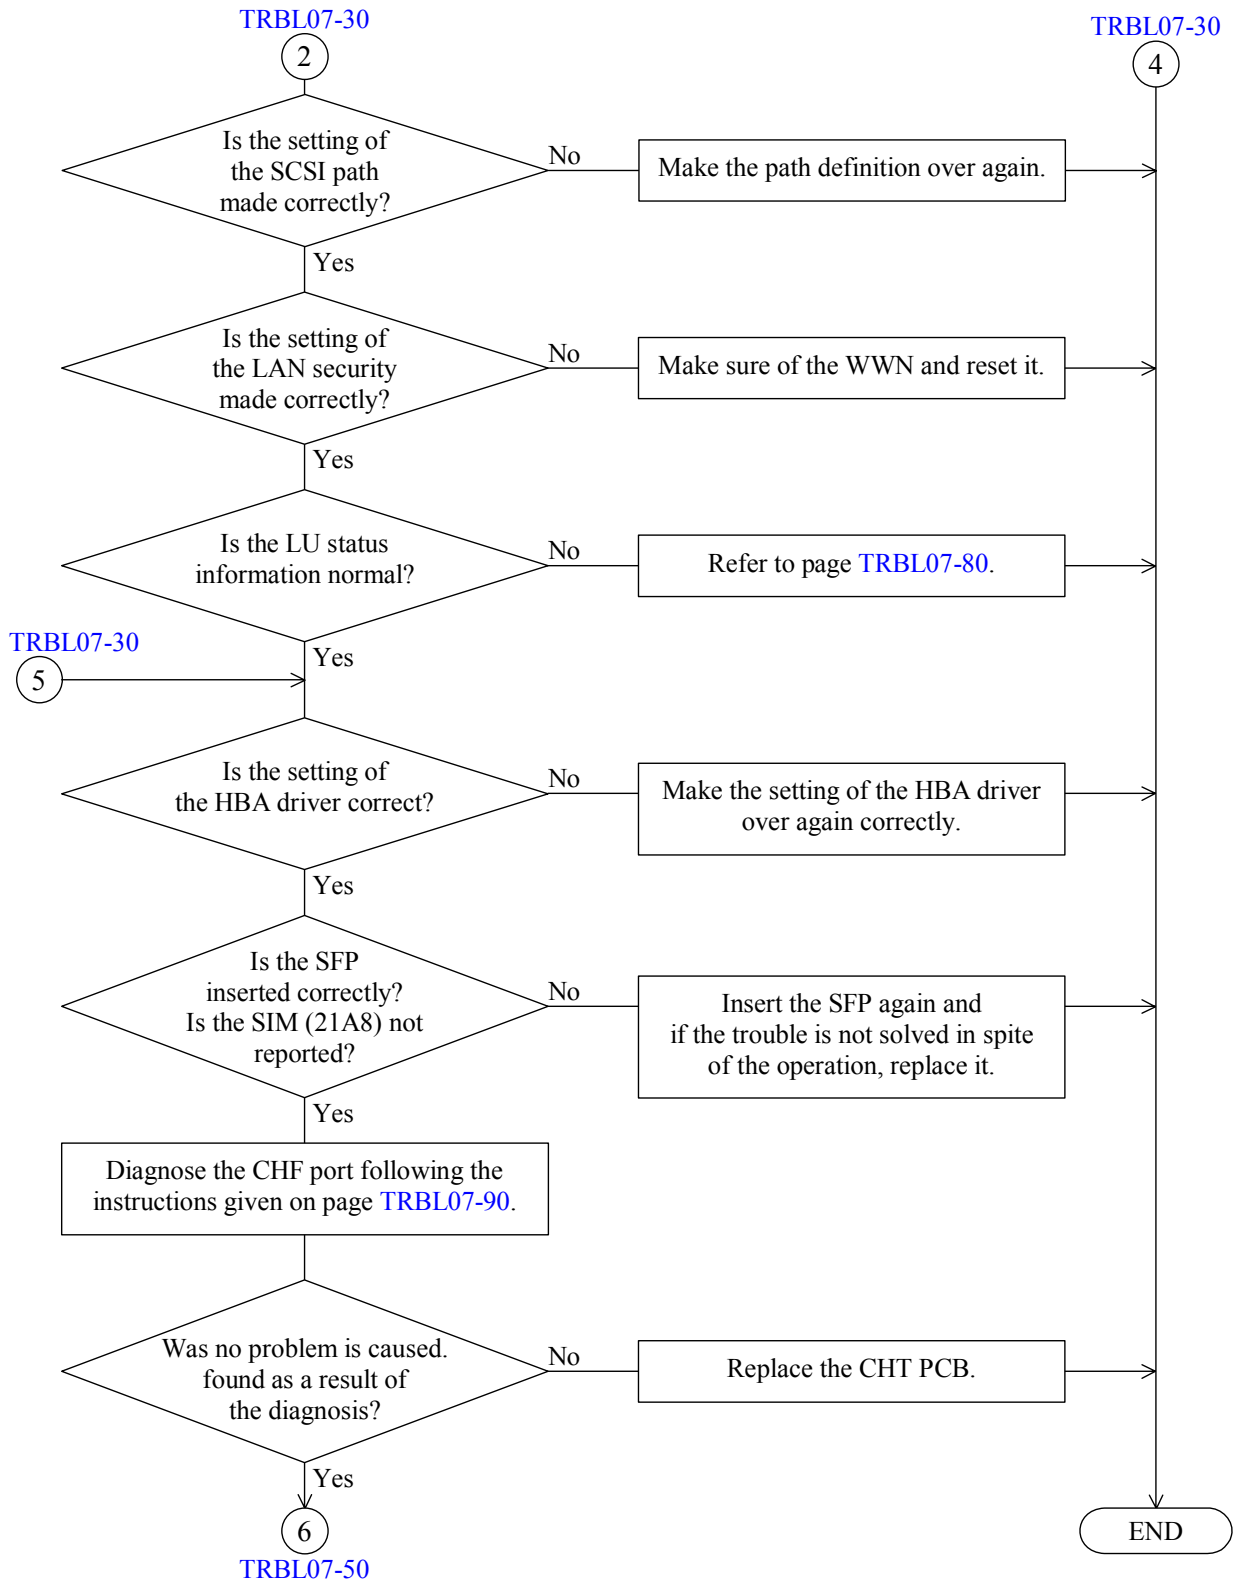 TRBL07-30
2
TRBL07-30
4
Is the setting of
the SCSI path
made correctly?
No
Make the path definition over again.
Yes
Is the setting of
the LAN security
made correctly?
No
Make sure of the WWN and reset it.
Yes
Is the LU status
information normal?
No
Refer to page TRBL07-80.
Yes
TRBL07-30
5
Is the setting of
the HBA driver correct?
No
Make the setting of the HBA driver
over again correctly.
Yes
Is the SFP
inserted correctly?
Is the SIM (21A8) not
reported?
No
Insert the SFP again and
if the trouble is not solved in spite
of the operation, replace it.
Yes
Diagnose the CHF port following the
instructions given on page TRBL07-90.
Was no problem is caused.
found as a result of
the diagnosis?
No
Replace the CHT PCB.
Yes
6
TRBL07-50
END